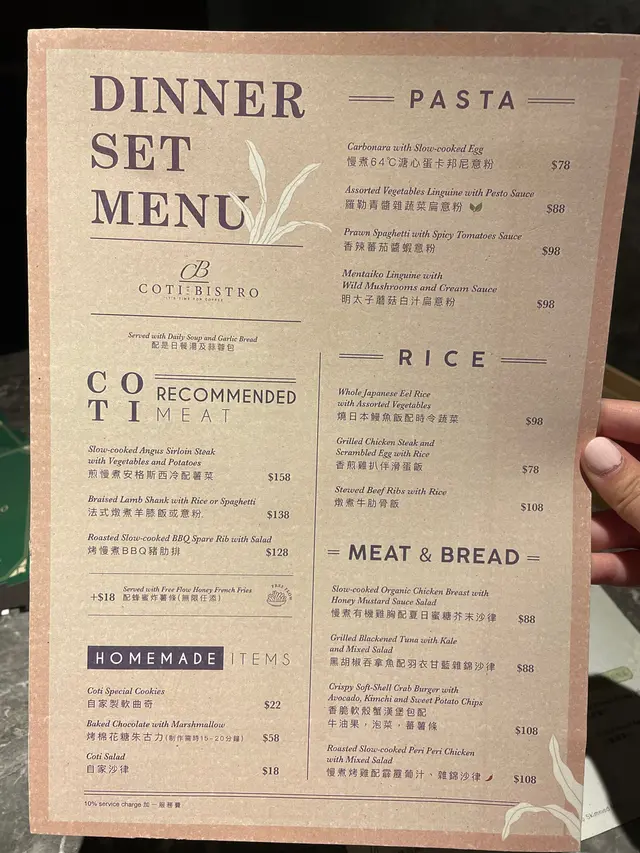 DINNER
SET
MENU
CB
COTI BISTRO
IT'S TIME FOR COFFEE
Served with Daily Soup and Garlic Bread
配是日餐湯及蒜蓉包
COTI RECOMMENDED
MEAT
Slow-cooked Angus Sirloin Steak
with Vegetables and Potatoes
煎慢煮安格斯西冷配薯菜 $158
Braised Lamb Shank with Rice or Spaghetti
法式燉煮羊膝飯或意粉. $138
Roasted Slow-cooked BBQ Spare Rib with Salad
烤慢煮BBQ豬肋排 $128
+$18 Served with Free Flow Honey French Fries
配蜂蜜炸薯條(無限任添)
FREE FLOW
HOMEMADE ITEMS
Coti Special Cookies
自家製軟曲奇 $22
Baked Chocolate with Marshmallow
烤棉花糖朱古力(制作需時15-20分鐘) $58
Coti Salad
自家沙律 $18
10% service charge 加一服務費
PASTA
Carbonara with Slow-cooked Egg
慢煮64℃溏心蛋卡邦尼意粉 $78
Assorted Vegetables Linguine with Pesto Sauce
羅勒青醬雜蔬菜扁意粉 $88
Prawn Spaghetti with Spicy Tomatoes Sauce
香辣蕃茄醬蝦意粉 $98
Mentaiko Linguine with
Wild Mushrooms and Cream Sauce
明太子蘑菇白汁扁意粉 $98
RICE
Whole Japanese Eel Rice
with Assorted Vegetables
燒日本鰻魚飯配時令蔬菜 $98
Grilled Chicken Steak and
Scrambled Egg with Rice
香煎雞扒伴滑蛋飯 $78
Stewed Beef Ribs with Rice
燉煮牛肋骨飯 $108
MEAT & BREAD
Slow-cooked Organic Chicken Breast with
Honey Mustard Sauce Salad
慢煮有機雞胸配夏日蜜糖芥末沙律 $88
Grilled Blackened Tuna with Kale
and Mixed Salad
黑胡椒吞拿魚配羽衣甘藍雜錦沙律 $88
Crispy Soft-Shell Crab Burger with
Avocado, Kimchi and Sweet Potato Chips
香脆軟殼蟹漢堡包配
牛油果，泡菜，蕃薯條 $108
Roasted Slow-cooked Peri Peri Chicken
with Mixed Salad
慢煮烤雞配霹靂葡汁、雜錦沙律 $108